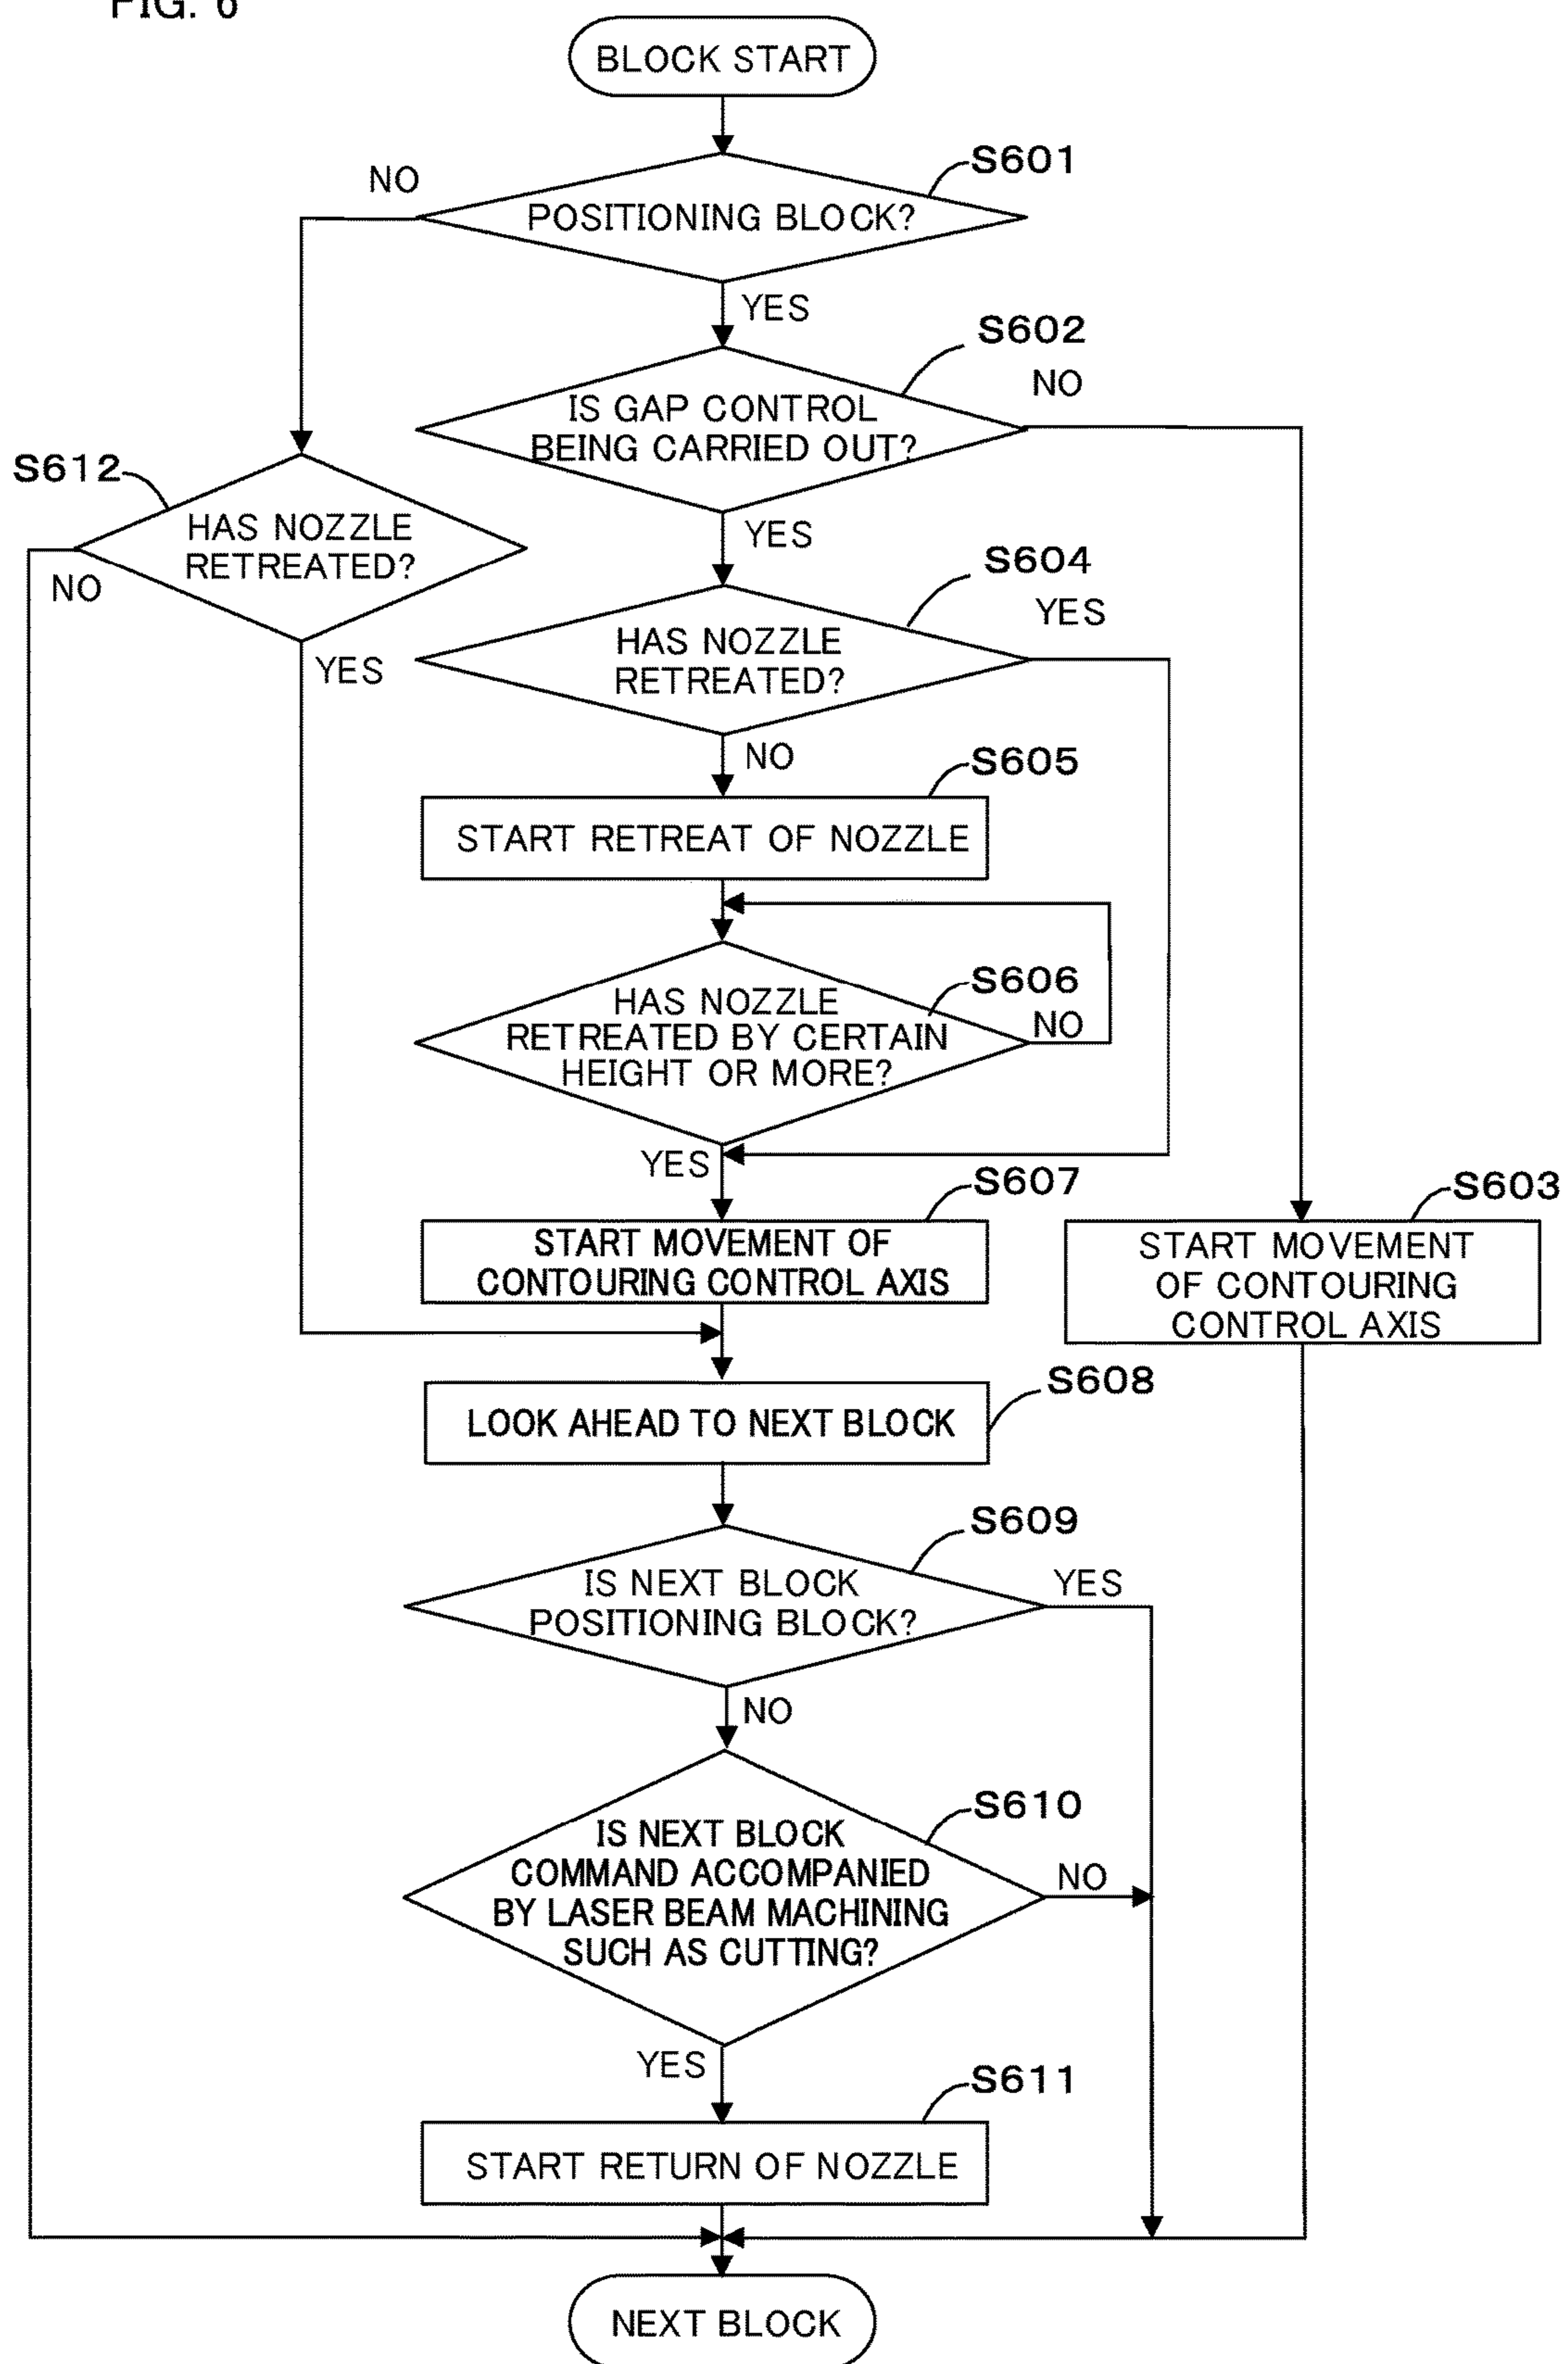 FIG. 6
BLOCK START
S601
NO
POSITIONING BLOCK?
YES
S602
NO
IS GAP CONTROL
BEING CARRIED OUT?
S612
HAS NOZZLE
RETREATED?
NO
YES
YES
S604
YES
HAS NOZZLE
RETREATED?
NO
S605
START RETREAT OF NOZZLE
S606
HAS NOZZLE
RETREATED BY CERTAIN
HEIGHT OR MORE?
NO
YES
S607
START MOVEMENT OF
CONTOURING CONTROL AXIS
S603
START MOVEMENT
OF CONTOURING
CONTROL AXIS
S608
LOOK AHEAD TO NEXT BLOCK
S609
IS NEXT BLOCK
POSITIONING BLOCK?
YES
NO
S610
IS NEXT BLOCK
COMMAND ACCOMPANIED
BY LASER BEAM MACHINING
SUCH AS CUTTING?
NO
YES
S611
START RETURN OF NOZZLE
NEXT BLOCK